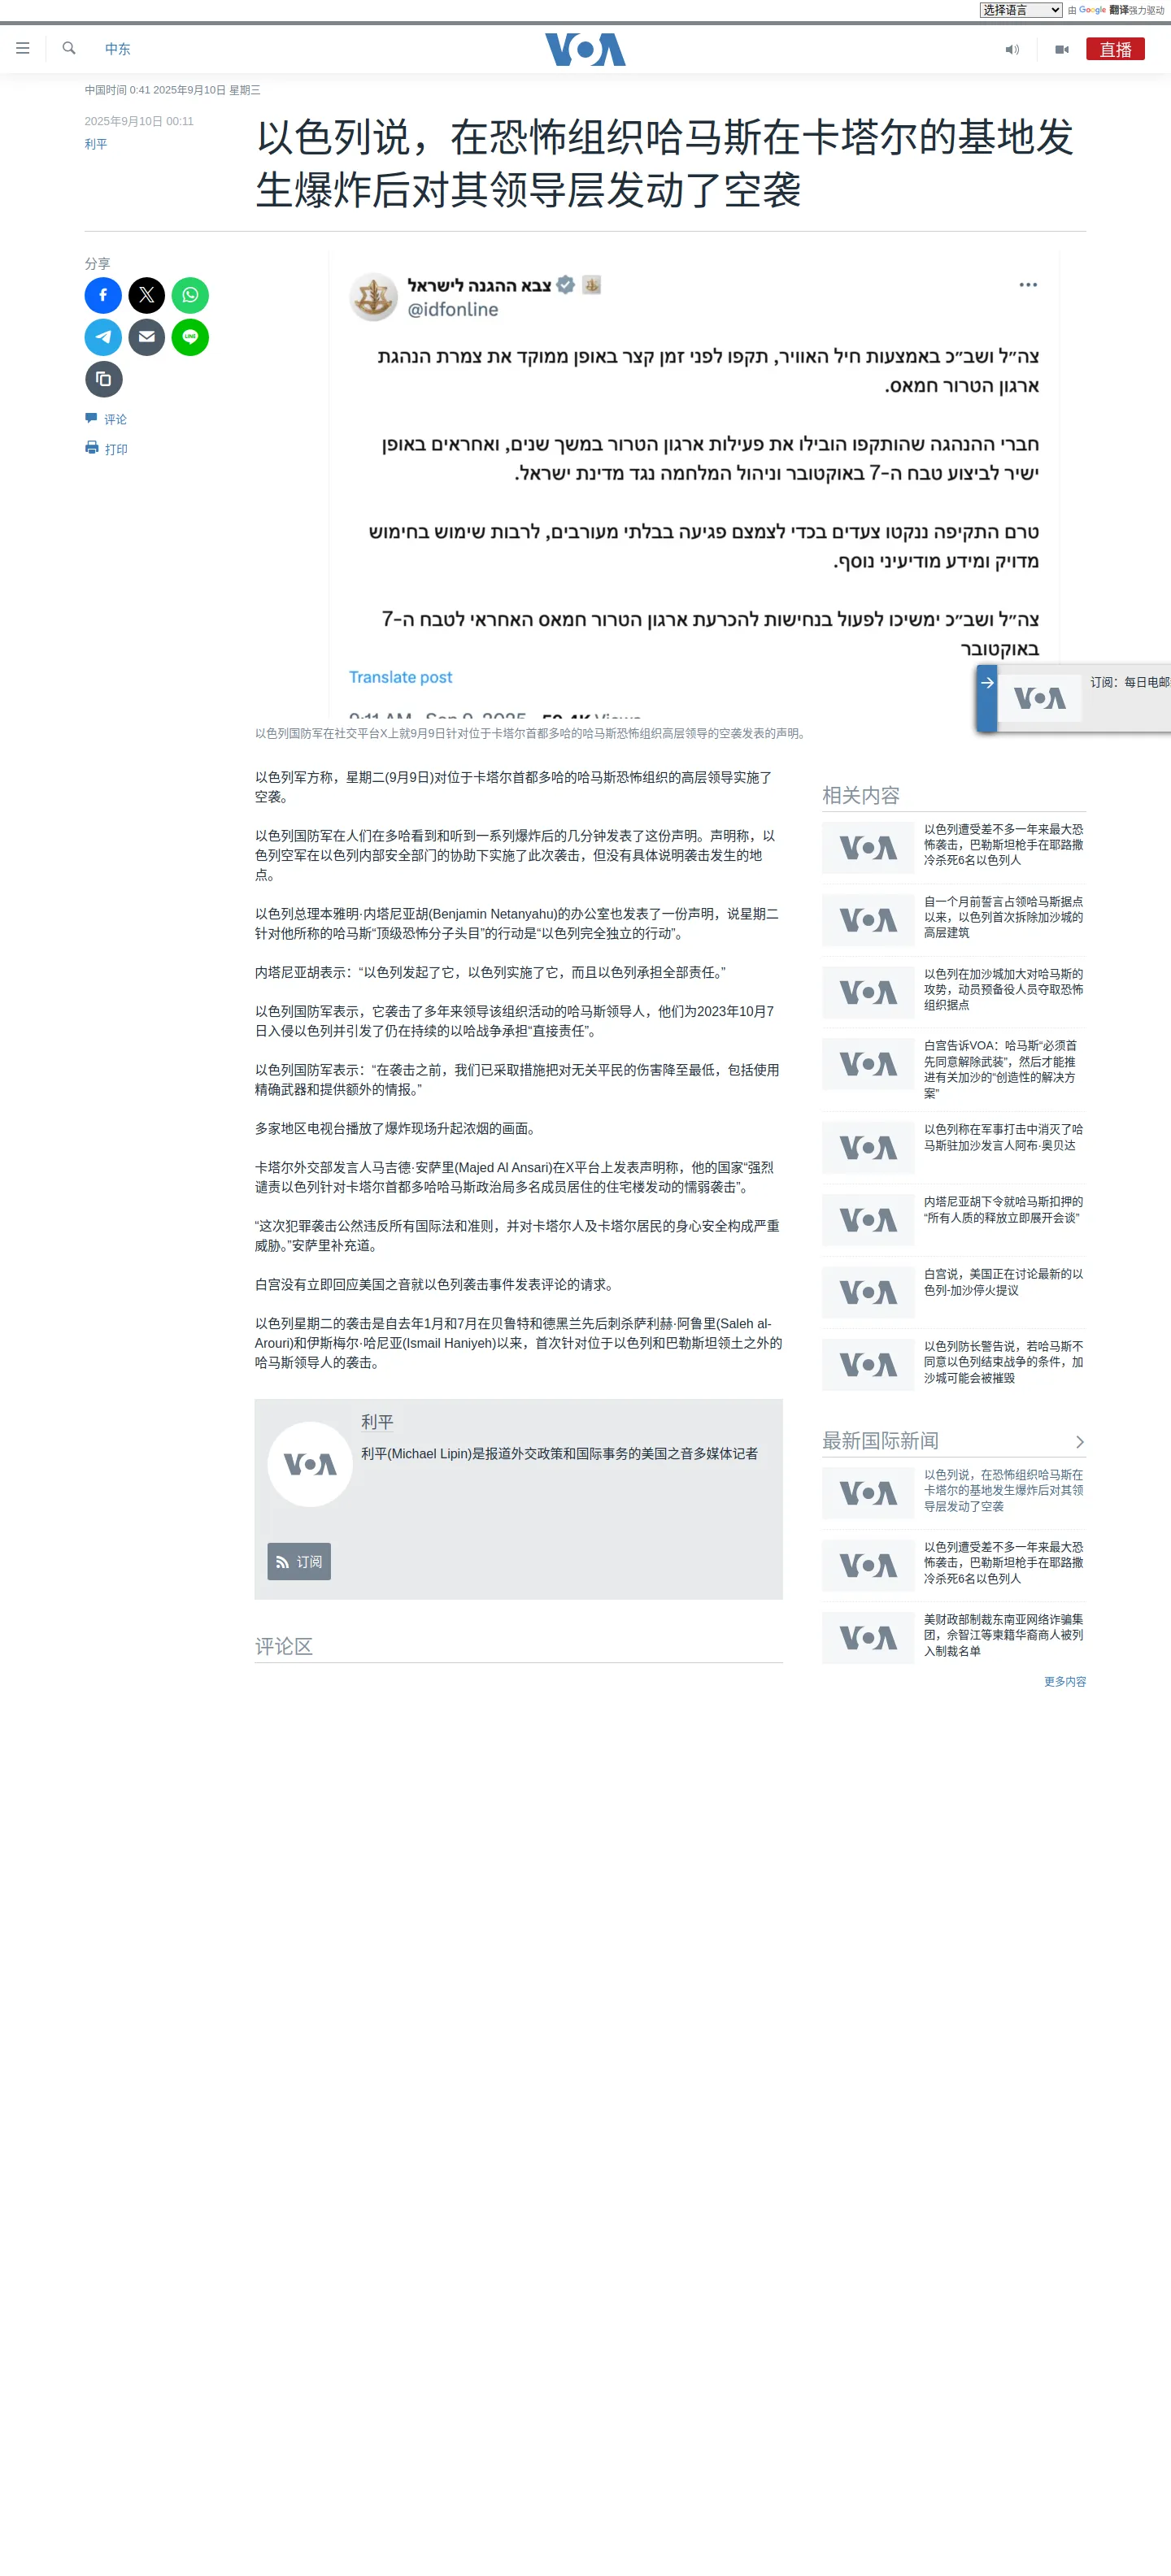 选择语言
由 Google 翻译强力驱动
中东
VOA
直播
中国时间 0:41 2025年9月10日 星期三
2025年9月10日 00:11
利平
以色列说，在恐怖组织哈马斯在卡塔尔的基地发
生爆炸后对其领导层发动了空袭
分享
LINE
评论
打印
צבא ההגנה לישראל
@idfonline
צה״ל ושב״כ באמצעות חיל האוויר, תקפו לפני זמן קצר באופן ממוקד את צמרת הנהגת
ארגון הטרור חמאס.
חברי ההנהגה שהותקפו הובילו את פעילות ארגון הטרור במשך שנים, ואחראים באופן
ישיר לביצוע טבח ה-7 באוקטובר וניהול המלחמה נגד מדינת ישראל.
טרם התקיפה ננקטו צעדים בכדי לצמצם פגיעה בבלתי מעורבים, לרבות שימוש בחימוש
מדויק ומידע מודיעיני נוסף.
צה״ל ושב״כ ימשיכו לפעול בנחישות להכרעת ארגון הטרור חמאס האחראי לטבח ה-7
באוקטובר
Translate post
9:11 AM · Sep 9, 2025 · 50.4K Views
VOA
订阅：每日电邮
以色列国防军在社交平台X上就9月9日针对位于卡塔尔首都多哈的哈马斯恐怖组织高层领导的空袭发表的声明。
以色列军方称，星期二(9月9日)对位于卡塔尔首都多哈的哈马斯恐怖组织的高层领导实施了
空袭。
以色列国防军在人们在多哈看到和听到一系列爆炸后的几分钟发表了这份声明。声明称，以
色列空军在以色列内部安全部门的协助下实施了此次袭击，但没有具体说明袭击发生的地
点。
以色列总理本雅明·内塔尼亚胡(Benjamin Netanyahu)的办公室也发表了一份声明，说星期二
针对他所称的哈马斯“顶级恐怖分子头目”的行动是“以色列完全独立的行动”。
内塔尼亚胡表示：“以色列发起了它，以色列实施了它，而且以色列承担全部责任。”
以色列国防军表示，它袭击了多年来领导该组织活动的哈马斯领导人，他们为2023年10月7
日入侵以色列并引发了仍在持续的以哈战争承担“直接责任”。
以色列国防军表示：“在袭击之前，我们已采取措施把对无关平民的伤害降至最低，包括使用
精确武器和提供额外的情报。”
多家地区电视台播放了爆炸现场升起浓烟的画面。
卡塔尔外交部发言人马吉德·安萨里(Majed Al Ansari)在X平台上发表声明称，他的国家“强烈
谴责以色列针对卡塔尔首都多哈哈马斯政治局多名成员居住的住宅楼发动的懦弱袭击”。
“这次犯罪袭击公然违反所有国际法和准则，并对卡塔尔人及卡塔尔居民的身心安全构成严重
威胁。”安萨里补充道。
白宫没有立即回应美国之音就以色列袭击事件发表评论的请求。
以色列星期二的袭击是自去年1月和7月在贝鲁特和德黑兰先后刺杀萨利赫·阿鲁里(Saleh al-
Arouri)和伊斯梅尔·哈尼亚(Ismail Haniyeh)以来，首次针对位于以色列和巴勒斯坦领土之外的
哈马斯领导人的袭击。
VOA
利平
利平(Michael Lipin)是报道外交政策和国际事务的美国之音多媒体记者
订阅
评论区
相关内容
VOA
以色列遭受差不多一年来最大恐
怖袭击，巴勒斯坦枪手在耶路撒
冷杀死6名以色列人
VOA
自一个月前誓言占领哈马斯据点
以来，以色列首次拆除加沙城的
高层建筑
VOA
以色列在加沙城加大对哈马斯的
攻势，动员预备役人员夺取恐怖
组织据点
VOA
白宫告诉VOA：哈马斯“必须首
先同意解除武装”，然后才能推
进有关加沙的“创造性的解决方
案”
VOA
以色列称在军事打击中消灭了哈
马斯驻加沙发言人阿布·奥贝达
VOA
内塔尼亚胡下令就哈马斯扣押的
“所有人质的释放立即展开会谈”
VOA
白宫说，美国正在讨论最新的以
色列-加沙停火提议
VOA
以色列防长警告说，若哈马斯不
同意以色列结束战争的条件，加
沙城可能会被摧毁
最新国际新闻
VOA
以色列说，在恐怖组织哈马斯在
卡塔尔的基地发生爆炸后对其领
导层发动了空袭
VOA
以色列遭受差不多一年来最大恐
怖袭击，巴勒斯坦枪手在耶路撒
冷杀死6名以色列人
VOA
美财政部制裁东南亚网络诈骗集
团，佘智江等柬籍华裔商人被列
入制裁名单
更多内容